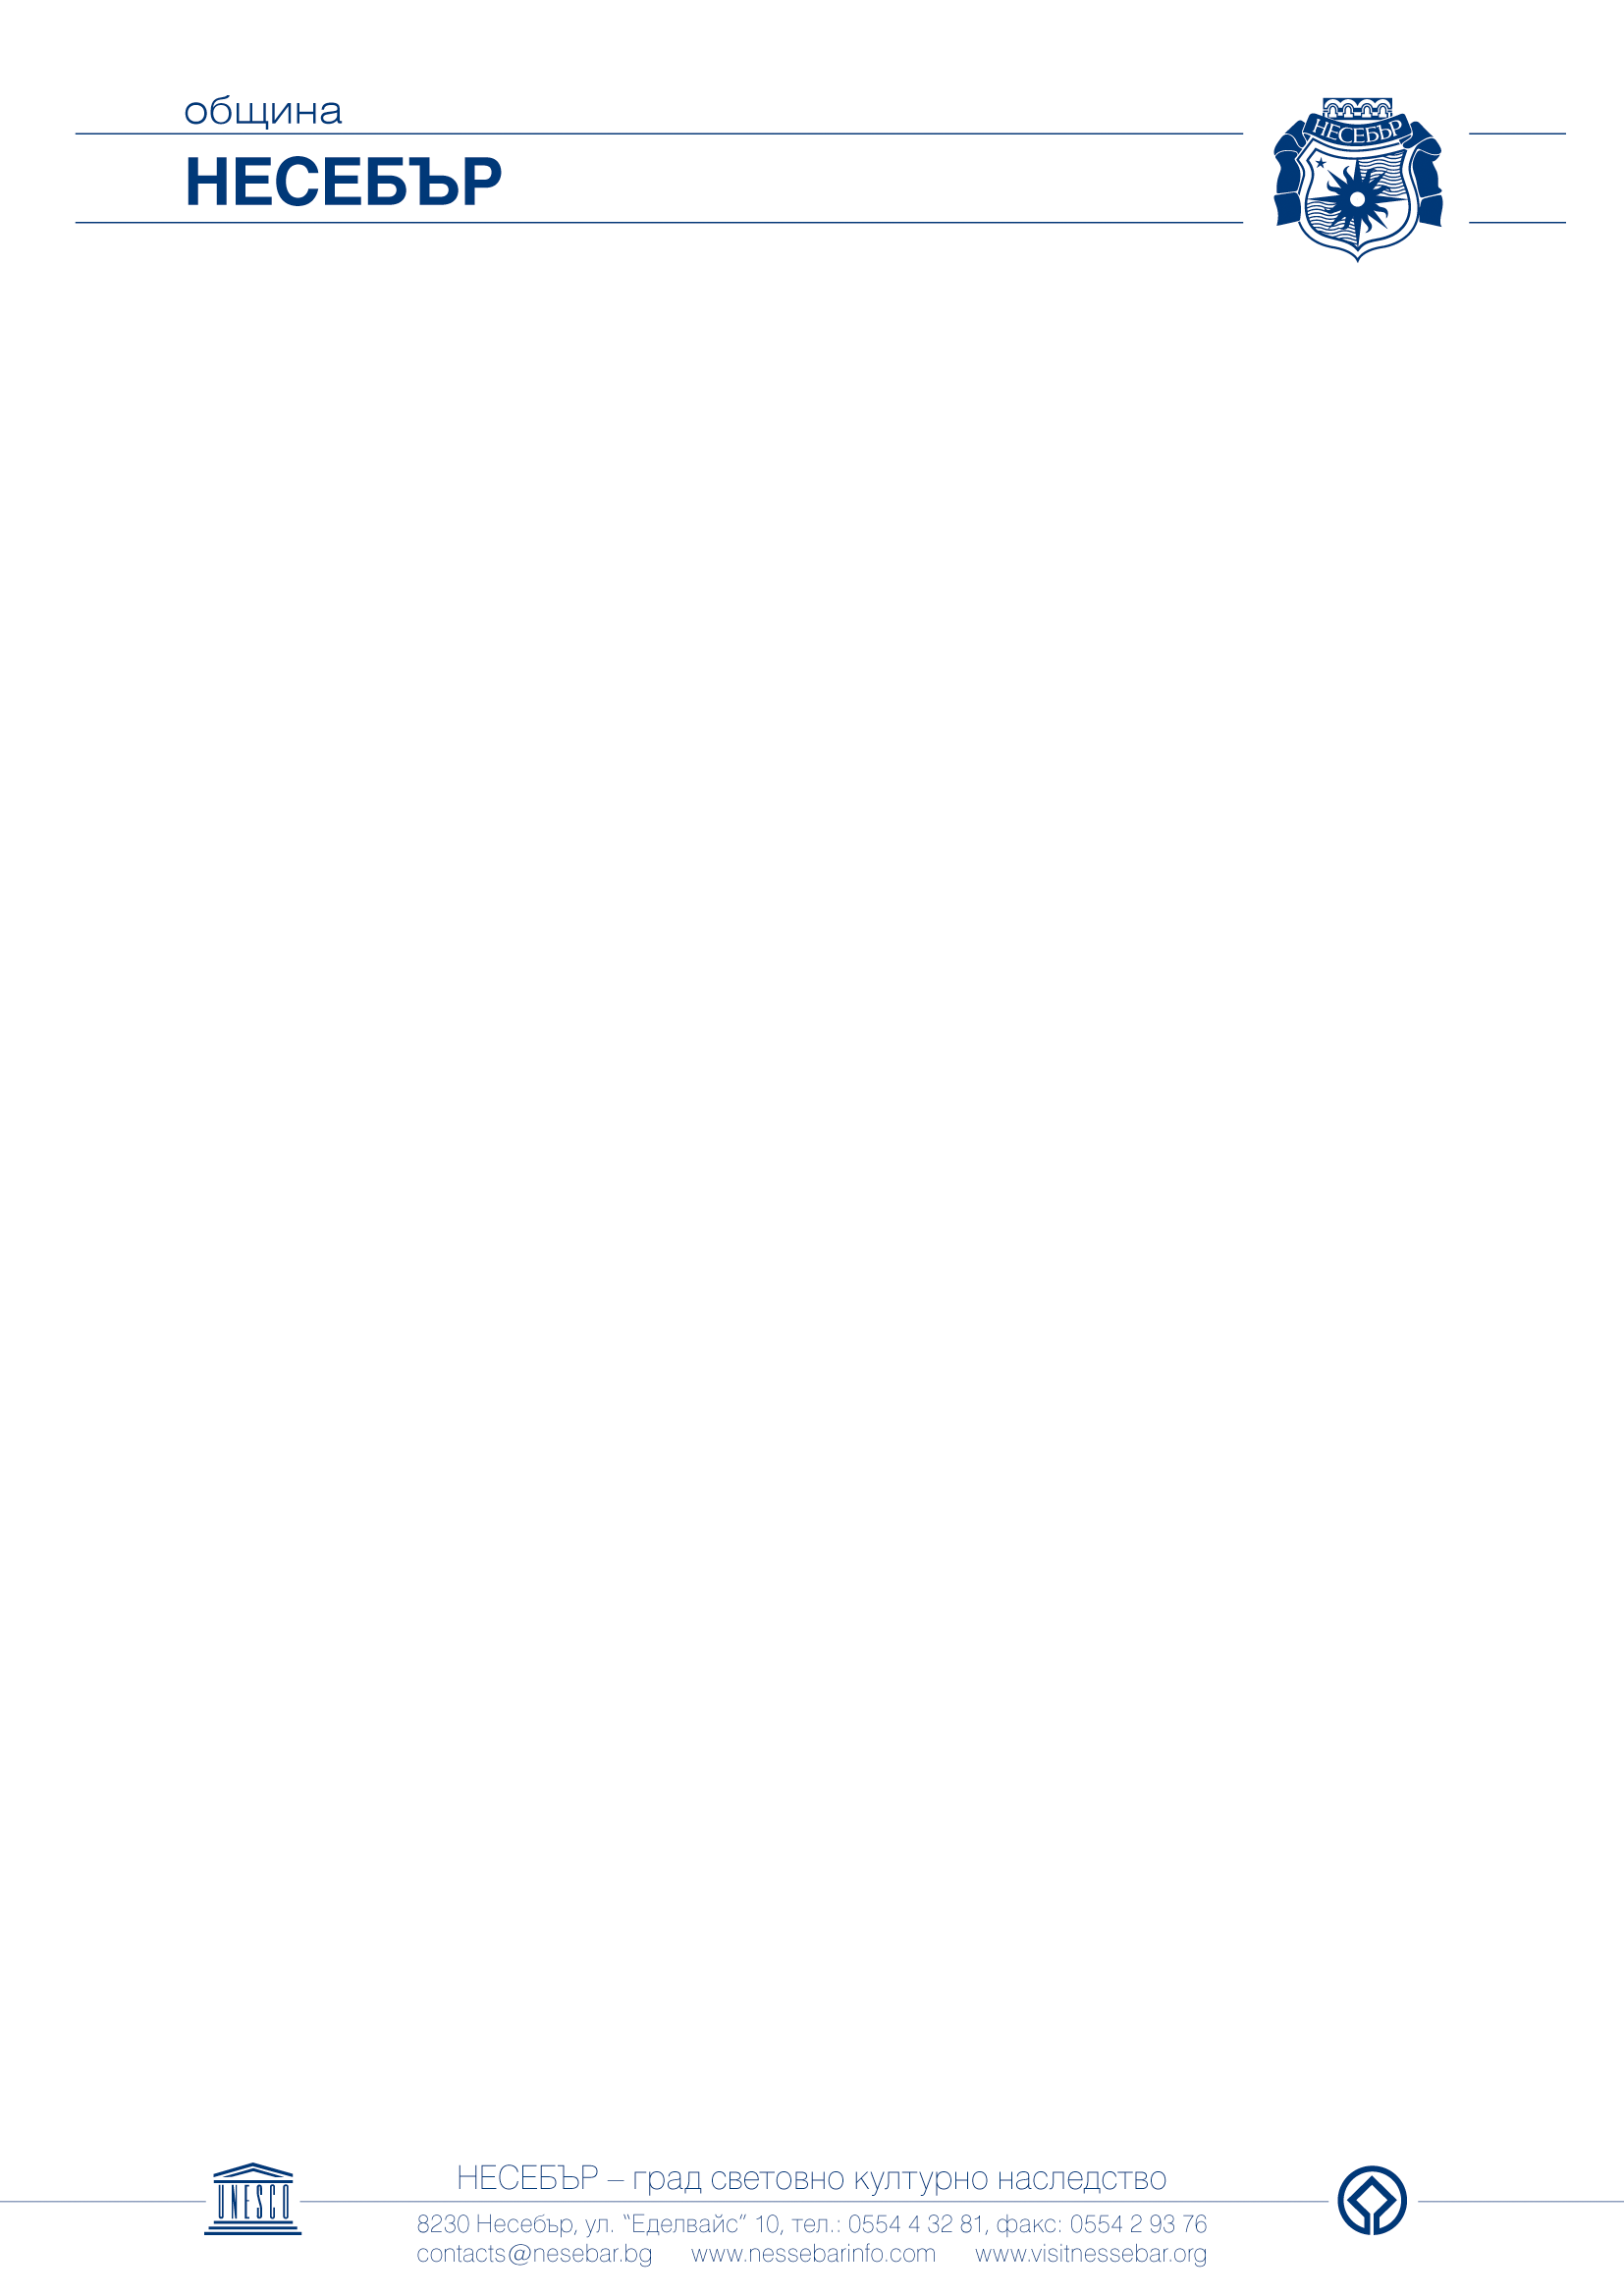 община
НЕСЕБЪР
НЕСЕБЪР
UNESCO
НЕСЕБЪР – град световно културно наследство
8230 Несебър, ул. “Еделвайс” 10, тел.: 0554 4 32 81, факс: 0554 2 93 76
contacts@nesebar.bg www.nessebarinfo.com www.visitnessebar.org